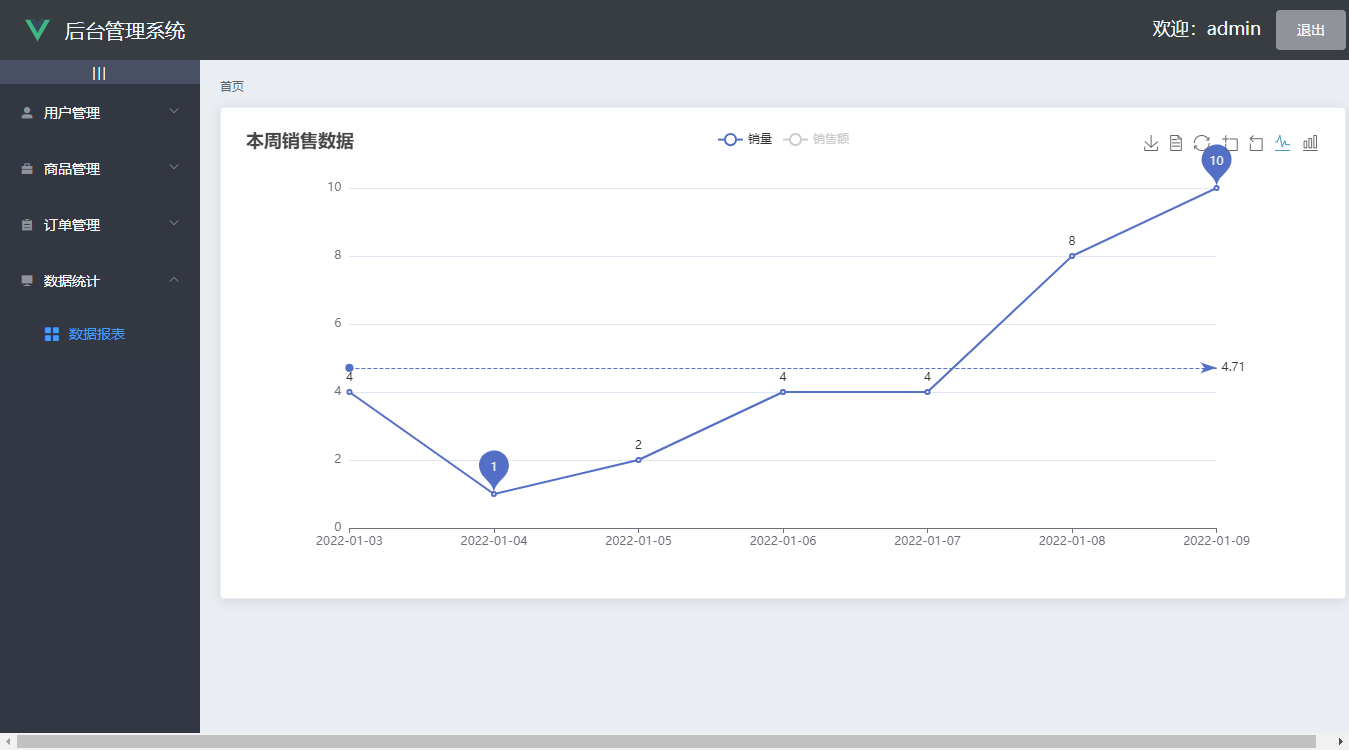 后台管理系统
欢迎：admin
退出
|||
用户管理
商品管理
订单管理
数据统计
数据报表
首页
本周销售数据
销量
销售额
10
8
6
4
2
0
4
1
2
4
4
8
10
4.71
2022-01-03
2022-01-04
2022-01-05
2022-01-06
2022-01-07
2022-01-08
2022-01-09